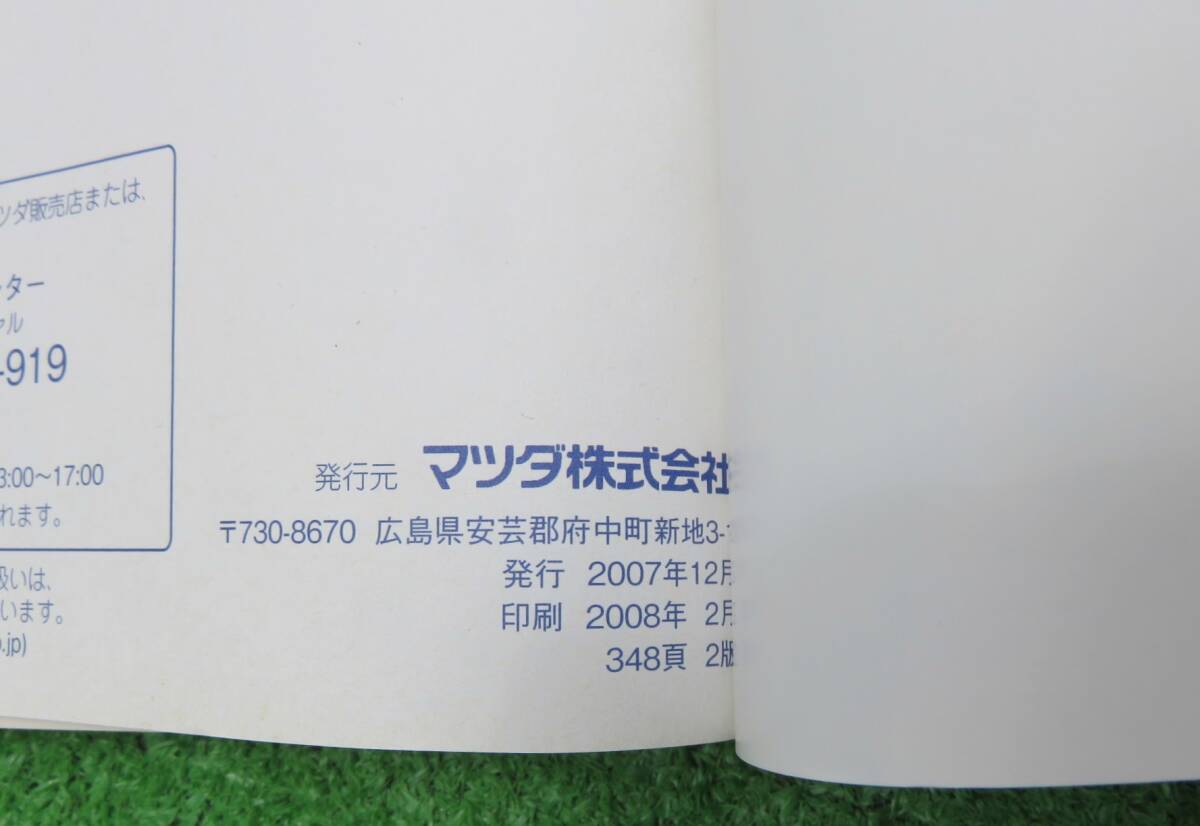 ツダ販売店または、
ター
ャル
-919
3:00〜17:00
れます。
扱いは、
います。
.jp)
発行元 マツダ株式会社
〒730-8670 広島県安芸郡府中町新地3-1
発行 2007年12月
印刷 2008年 2月
348頁 2版